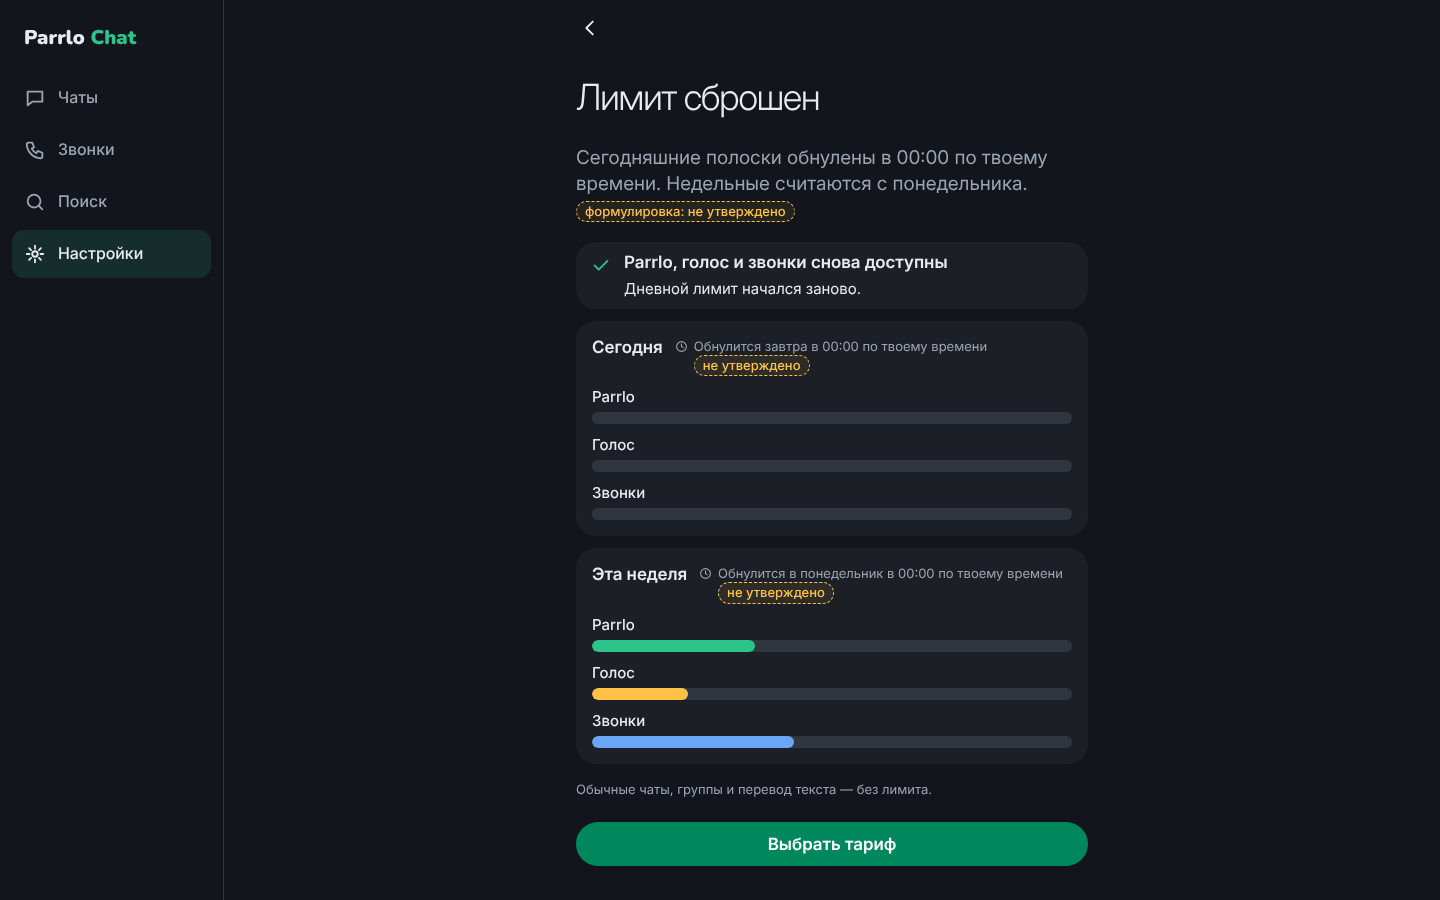 Parrlo Chat
Чаты
Звонки
Поиск
Настройки
Лимит сброшен
Сегодняшние полоски обнулены в 00:00 по твоему
времени. Недельные считаются с понедельника.
формулировка: не утверждено
Parrlo, голос и звонки снова доступны
Дневной лимит начался заново.
Сегодня Обнулится завтра в 00:00 по твоему времени
не утверждено
Parrlo
Голос
Звонки
Эта неделя Обнулится в понедельник в 00:00 по твоему времени
не утверждено
Parrlo
Голос
Звонки
Обычные чаты, группы и перевод текста — без лимита.
Выбрать тариф